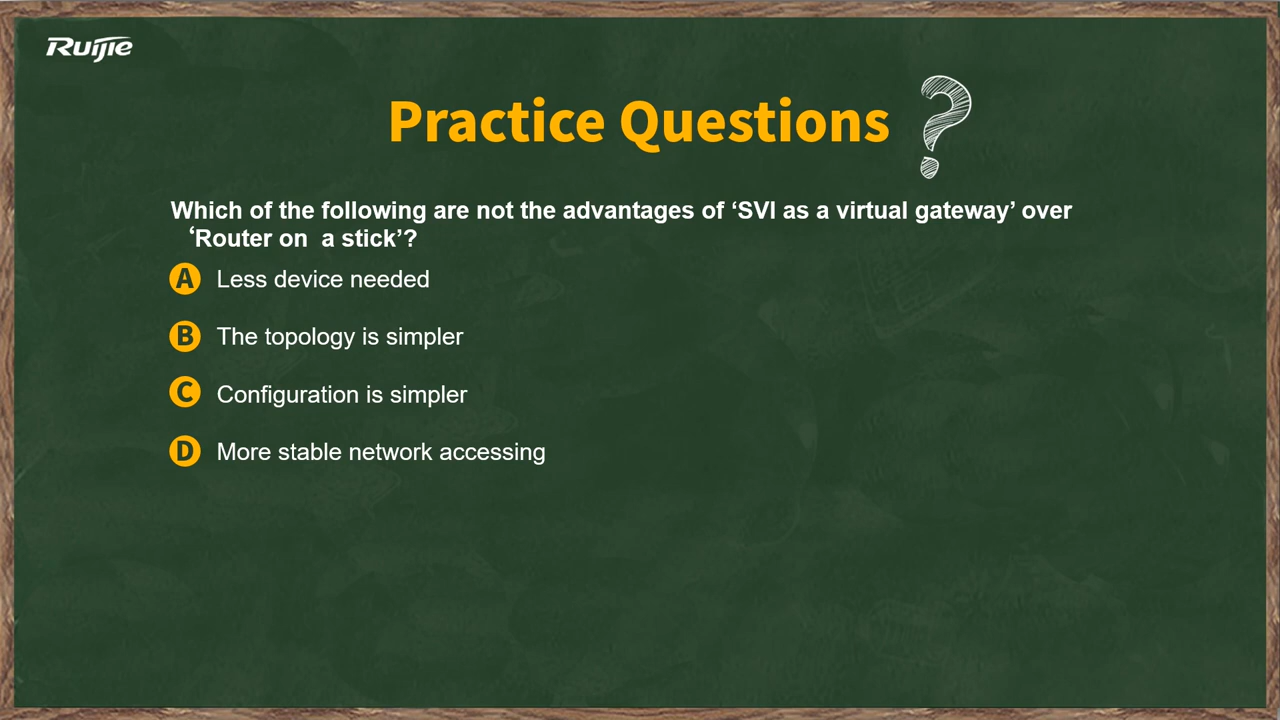 Ruijie
Practice Questions ?
Which of the following are not the advantages of ‘SVI as a virtual gateway’ over
‘Router on a stick’?
A Less device needed
B The topology is simpler
C Configuration is simpler
D More stable network accessing